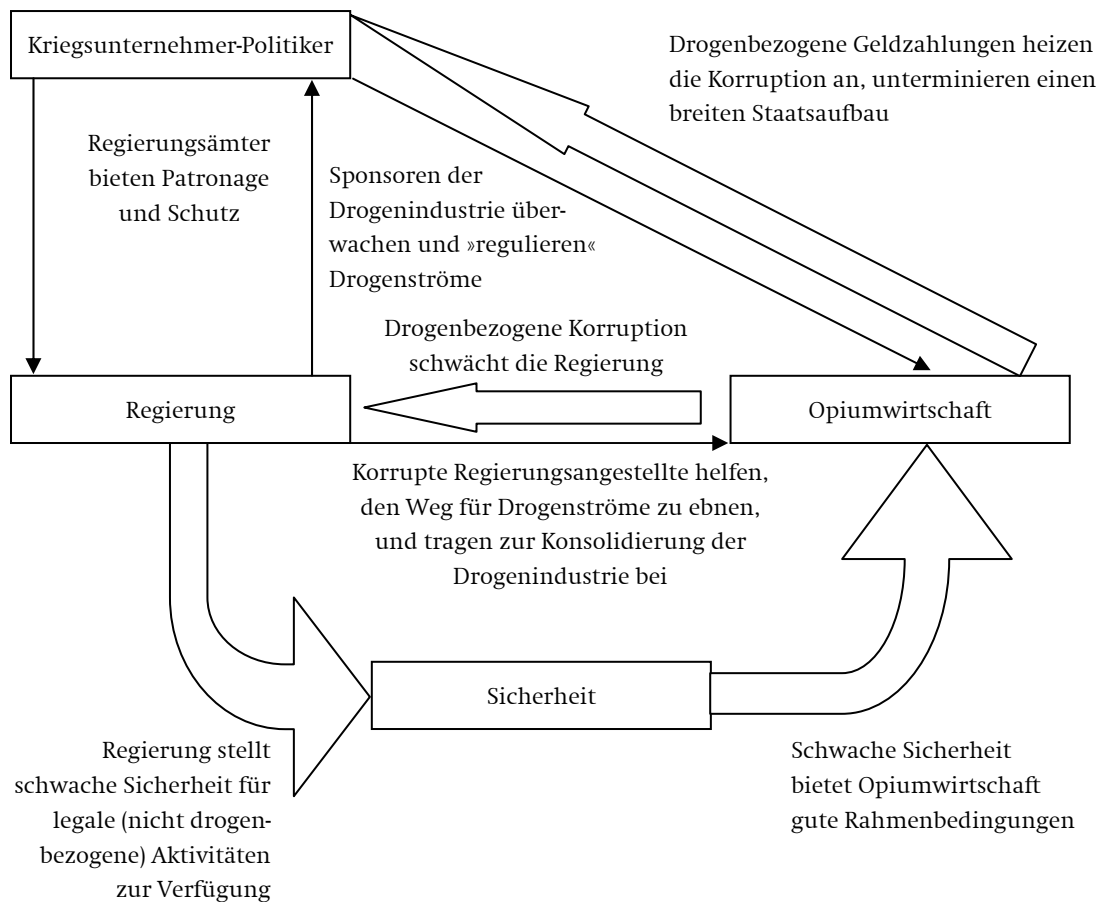 Kriegsunternehmer-Politiker
Drogenbezogene Geldzahlungen heizen
die Korruption an, unterminieren einen
breiten Staatsaufbau
Regierungsämter
bieten Patronage
und Schutz
Sponsoren der
Drogenindustrie über-
wachen und »regulieren«
Drogenströme
Drogenbezogene Korruption
schwächt die Regierung
Regierung
Opiumwirtschaft
Korrupte Regierungsangestellte helfen,
den Weg für Drogenströme zu ebnen,
und tragen zur Konsolidierung der
Drogenindustrie bei
Sicherheit
Regierung stellt
schwache Sicherheit für
legale (nicht drogen-
bezogene) Aktivitäten
zur Verfügung
Schwache Sicherheit
bietet Opiumwirtschaft
gute Rahmenbedingungen